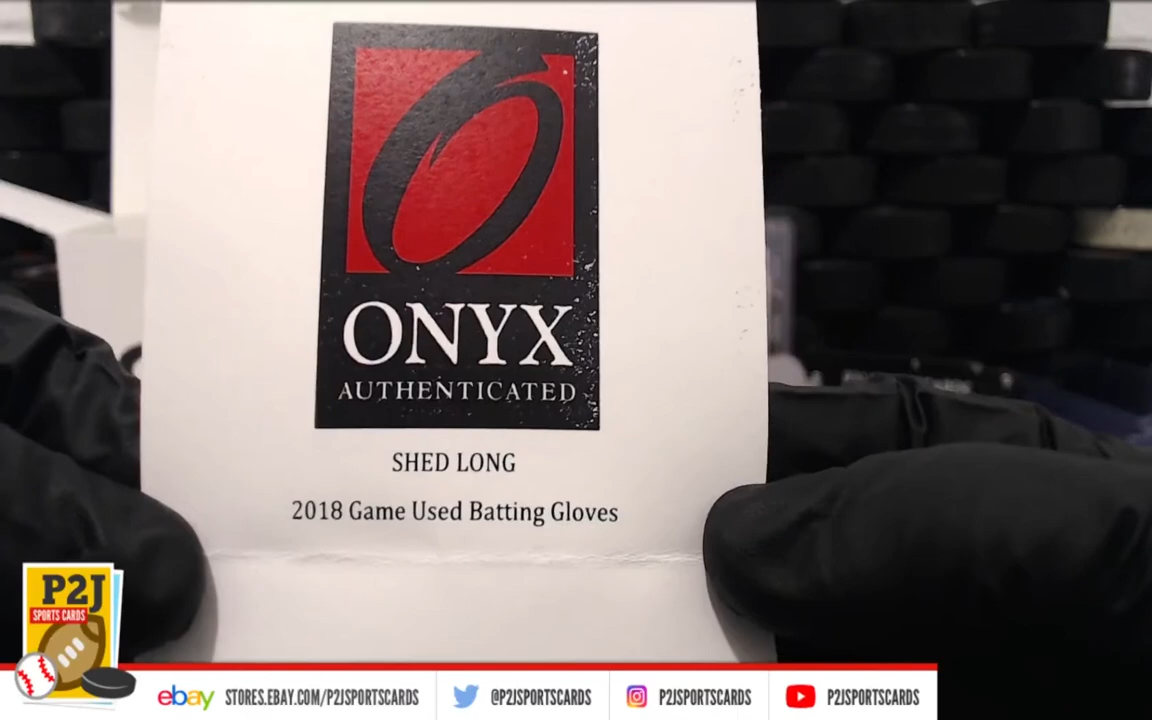 ONYX
AUTHENTICATED
SHED LONG
2018 Game Used Batting Gloves
P2J
SPORTS CARDS
ebay STORES.EBAY.COM/P2JSPORTSCARDS @P2JSPORTSCARDS P2JSPORTSCARDS P2JSPORTSCARDS